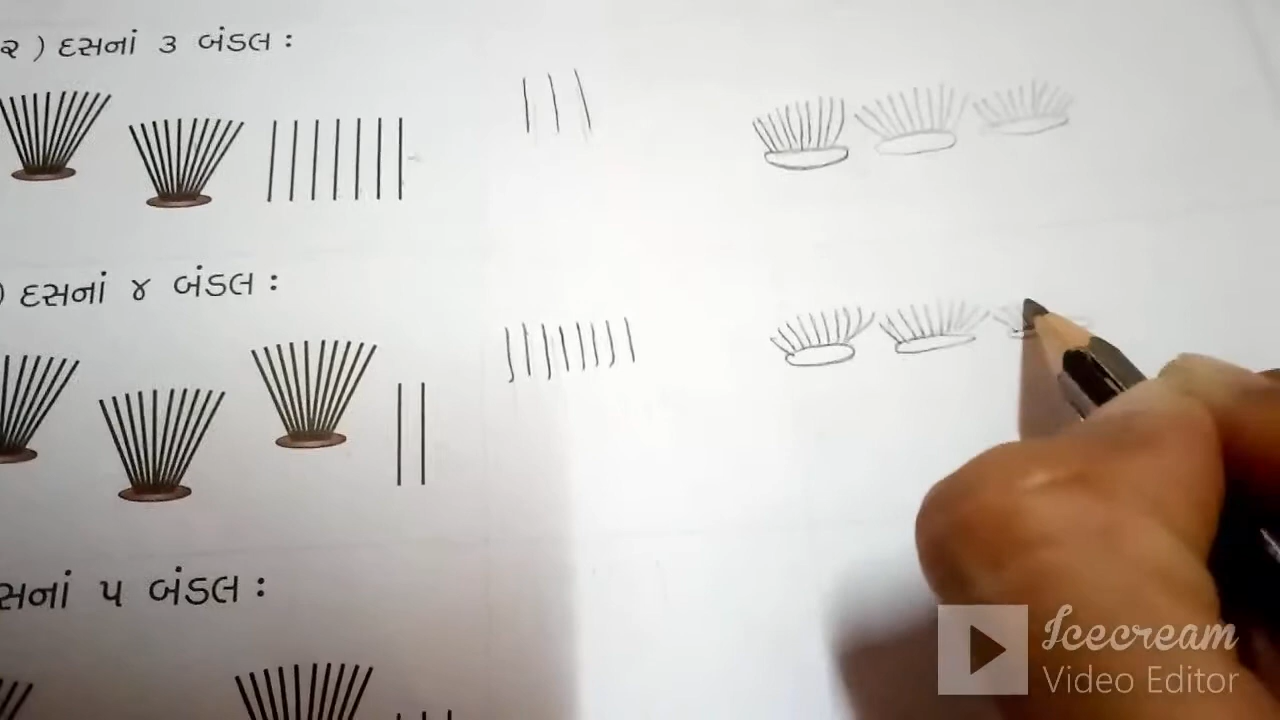 ૨ ) દસનાં ૩ બંડલ :
) દસનાં ૪ બંડલ :
સનાં ૫ બંડલ :
Icecream
Video Editor